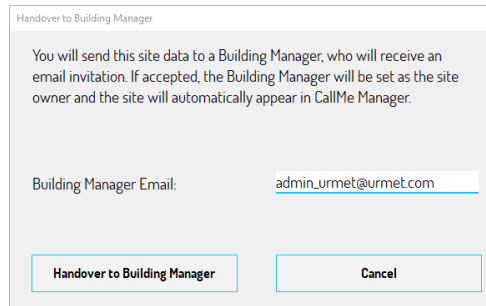 Handover to Building Manager
You will send this site data to a Building Manager, who will receive an
email invitation. If accepted, the Building Manager will be set as the site
owner and the site will automatically appear in CallMe Manager.
Building Manager Email: admin_urmet@urmet.com
Handover to Building Manager Cancel